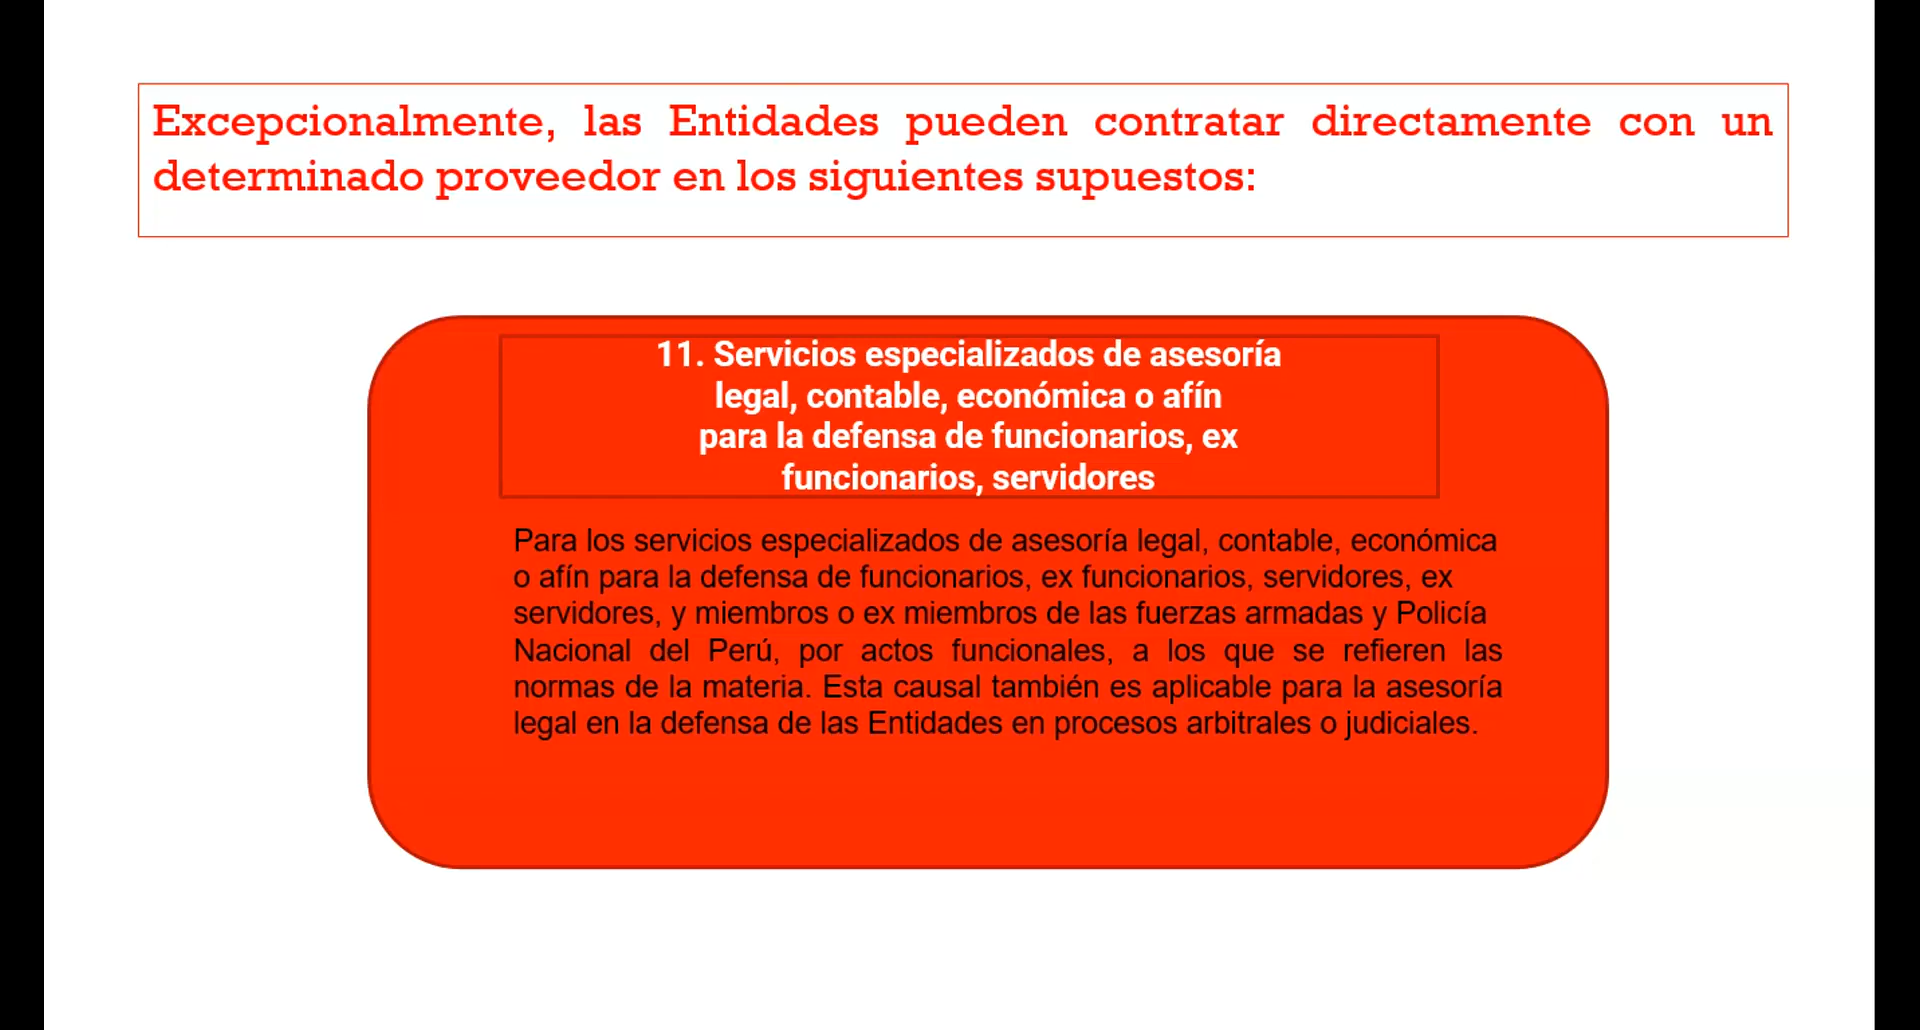 Excepcionalmente, las Entidades pueden contratar directamente con un
determinado proveedor en los siguientes supuestos:
11. Servicios especializados de asesoría
legal, contable, económica o afín
para la defensa de funcionarios, ex
funcionarios, servidores
Para los servicios especializados de asesoría legal, contable, económica
o afín para la defensa de funcionarios, ex funcionarios, servidores, ex
servidores, y miembros o ex miembros de las fuerzas armadas y Policía
Nacional del Perú, por actos funcionales, a los que se refieren las
normas de la materia. Esta causal también es aplicable para la asesoría
legal en la defensa de las Entidades en procesos arbitrales o judiciales.